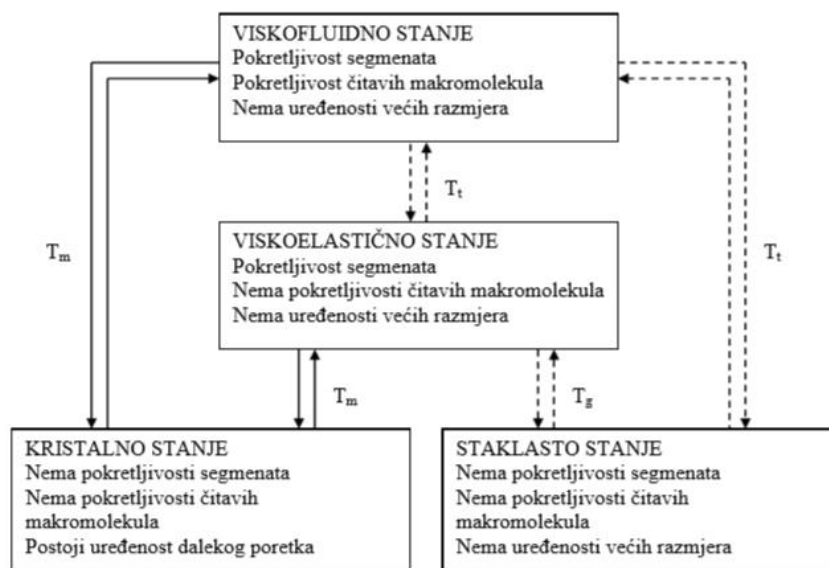 VISKOFLUIDNO STANJE
Pokretljivost segmenata
Pokretljivost čitavih makromolekula
Nema uređenosti većih razmjera
Tt
VISKOELASTIČNO STANJE
Pokretljivost segmenata
Nema pokretljivosti čitavih makromolekula
Nema uređenosti većih razmjera
Tm
Tt
Tm
Tg
KRISTALNO STANJE
Nema pokretljivosti segmenata
Nema pokretljivosti čitavih
makromolekula
Postoji uređenost dalekog poretka
STAKLASTO STANJE
Nema pokretljivosti segmenata
Nema pokretljivosti čitavih
makromolekula
Nema uređenosti većih razmjera